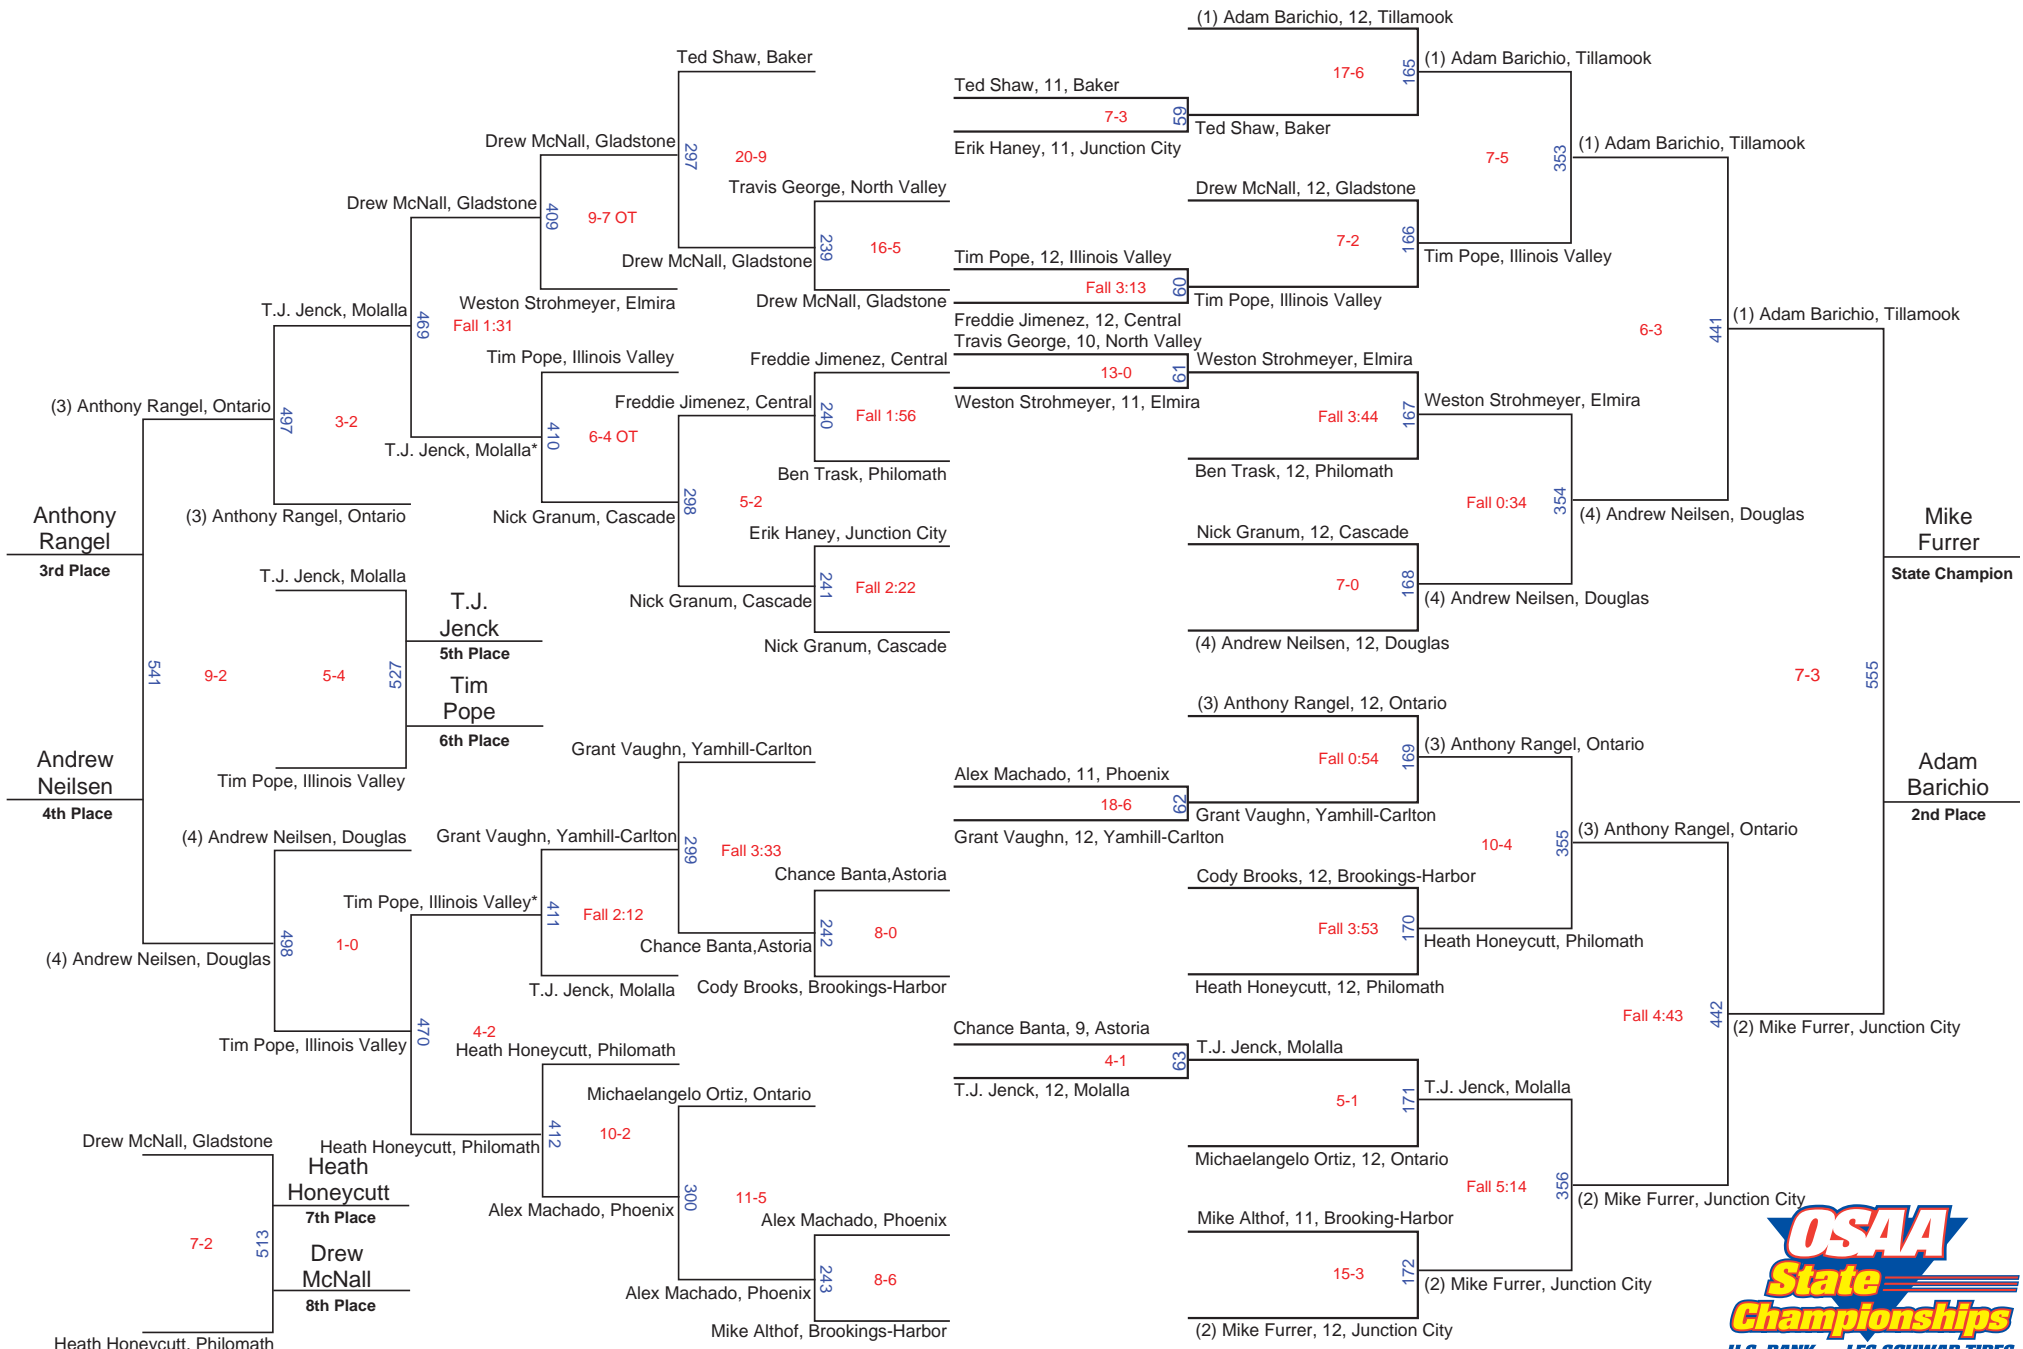 (1) Adam Barichio, 12, Tillamook
17-6
165
(1) Adam Barichio, Tillamook
Ted Shaw, 11, Baker
7-3
59
Ted Shaw, Baker
Erik Haney, 11, Junction City
7-5
353
(1) Adam Barichio, Tillamook
Drew McNall, 12, Gladstone
7-2
166
Tim Pope, Illinois Valley
Tim Pope, 12, Illinois Valley
Fall 3:13
60
Tim Pope, Illinois Valley
Freddie Jimenez, 12, Central
6-3
441
(1) Adam Barichio, Tillamook
Travis George, 10, North Valley
13-0
61
Weston Strohmeyer, Elmira
Weston Strohmeyer, 11, Elmira
Fall 3:44
167
Weston Strohmeyer, Elmira
Ben Trask, 12, Philomath
Fall 0:34
354
(4) Andrew Neilsen, Douglas
Nick Granum, 12, Cascade
7-0
168
(4) Andrew Neilsen, Douglas
(4) Andrew Neilsen, 12, Douglas
Mike
Furrer
State Champion
7-3
555
Adam
Barichio
2nd Place
(3) Anthony Rangel, 12, Ontario
Fall 0:54
169
(3) Anthony Rangel, Ontario
Alex Machado, 11, Phoenix
18-6
62
Grant Vaughn, Yamhill-Carlton
Grant Vaughn, 12, Yamhill-Carlton
10-4
355
(3) Anthony Rangel, Ontario
Cody Brooks, 12, Brookings-Harbor
Fall 3:53
170
Heath Honeycutt, Philomath
Heath Honeycutt, 12, Philomath
Fall 4:43
442
(2) Mike Furrer, Junction City
Chance Banta, 9, Astoria
4-1
63
T.J. Jenck, Molalla
T.J. Jenck, 12, Molalla
5-1
171
T.J. Jenck, Molalla
Michaelangelo Ortiz, 12, Ontario
Fall 5:14
356
(2) Mike Furrer, Junction City
Mike Althof, 11, Brooking-Harbor
15-3
172
(2) Mike Furrer, Junction City
(2) Mike Furrer, 12, Junction City
Ted Shaw, Baker
Drew McNall, Gladstone
297
20-9
Travis George, North Valley
Drew McNall, Gladstone
409
9-7 OT
239
16-5
Drew McNall, Gladstone
Drew McNall, Gladstone
Weston Strohmeyer, Elmira
T.J. Jenck, Molalla
469
Fall 1:31
Tim Pope, Illinois Valley
Freddie Jimenez, Central
Freddie Jimenez, Central
240
Fall 1:56
(3) Anthony Rangel, Ontario
497
3-2
T.J. Jenck, Molalla*
410
6-4 OT
Ben Trask, Philomath
298
5-2
Nick Granum, Cascade
Erik Haney, Junction City
(3) Anthony Rangel, Ontario
Anthony
Rangel
3rd Place
241
Fall 2:22
Nick Granum, Cascade
Nick Granum, Cascade
T.J. Jenck, Molalla
T.J.
Jenck
5th Place
541
9-2
5-4
527
Tim
Pope
6th Place
Tim Pope, Illinois Valley
Andrew
Neilsen
4th Place
Grant Vaughn, Yamhill-Carlton
(4) Andrew Neilsen, Douglas
Grant Vaughn, Yamhill-Carlton
299
Fall 3:33
Chance Banta,Astoria
Tim Pope, Illinois Valley*
411
Fall 2:12
242
8-0
Chance Banta,Astoria
(4) Andrew Neilsen, Douglas
498
1-0
T.J. Jenck, Molalla
Cody Brooks, Brookings-Harbor
Tim Pope, Illinois Valley
470
4-2
Heath Honeycutt, Philomath
Michaelangelo Ortiz, Ontario
412
10-2
Heath Honeycutt, Philomath
Alex Machado, Phoenix
300
11-5
Alex Machado, Phoenix
243
8-6
Alex Machado, Phoenix
Mike Althof, Brookings-Harbor
Drew McNall, Gladstone
Heath
Honeycutt
7th Place
7-2
513
Drew
McNall
8th Place
Heath Honeycutt, Philomath
OSAA
State
Championships
U.S. BANK LES SCHWAB TIRES